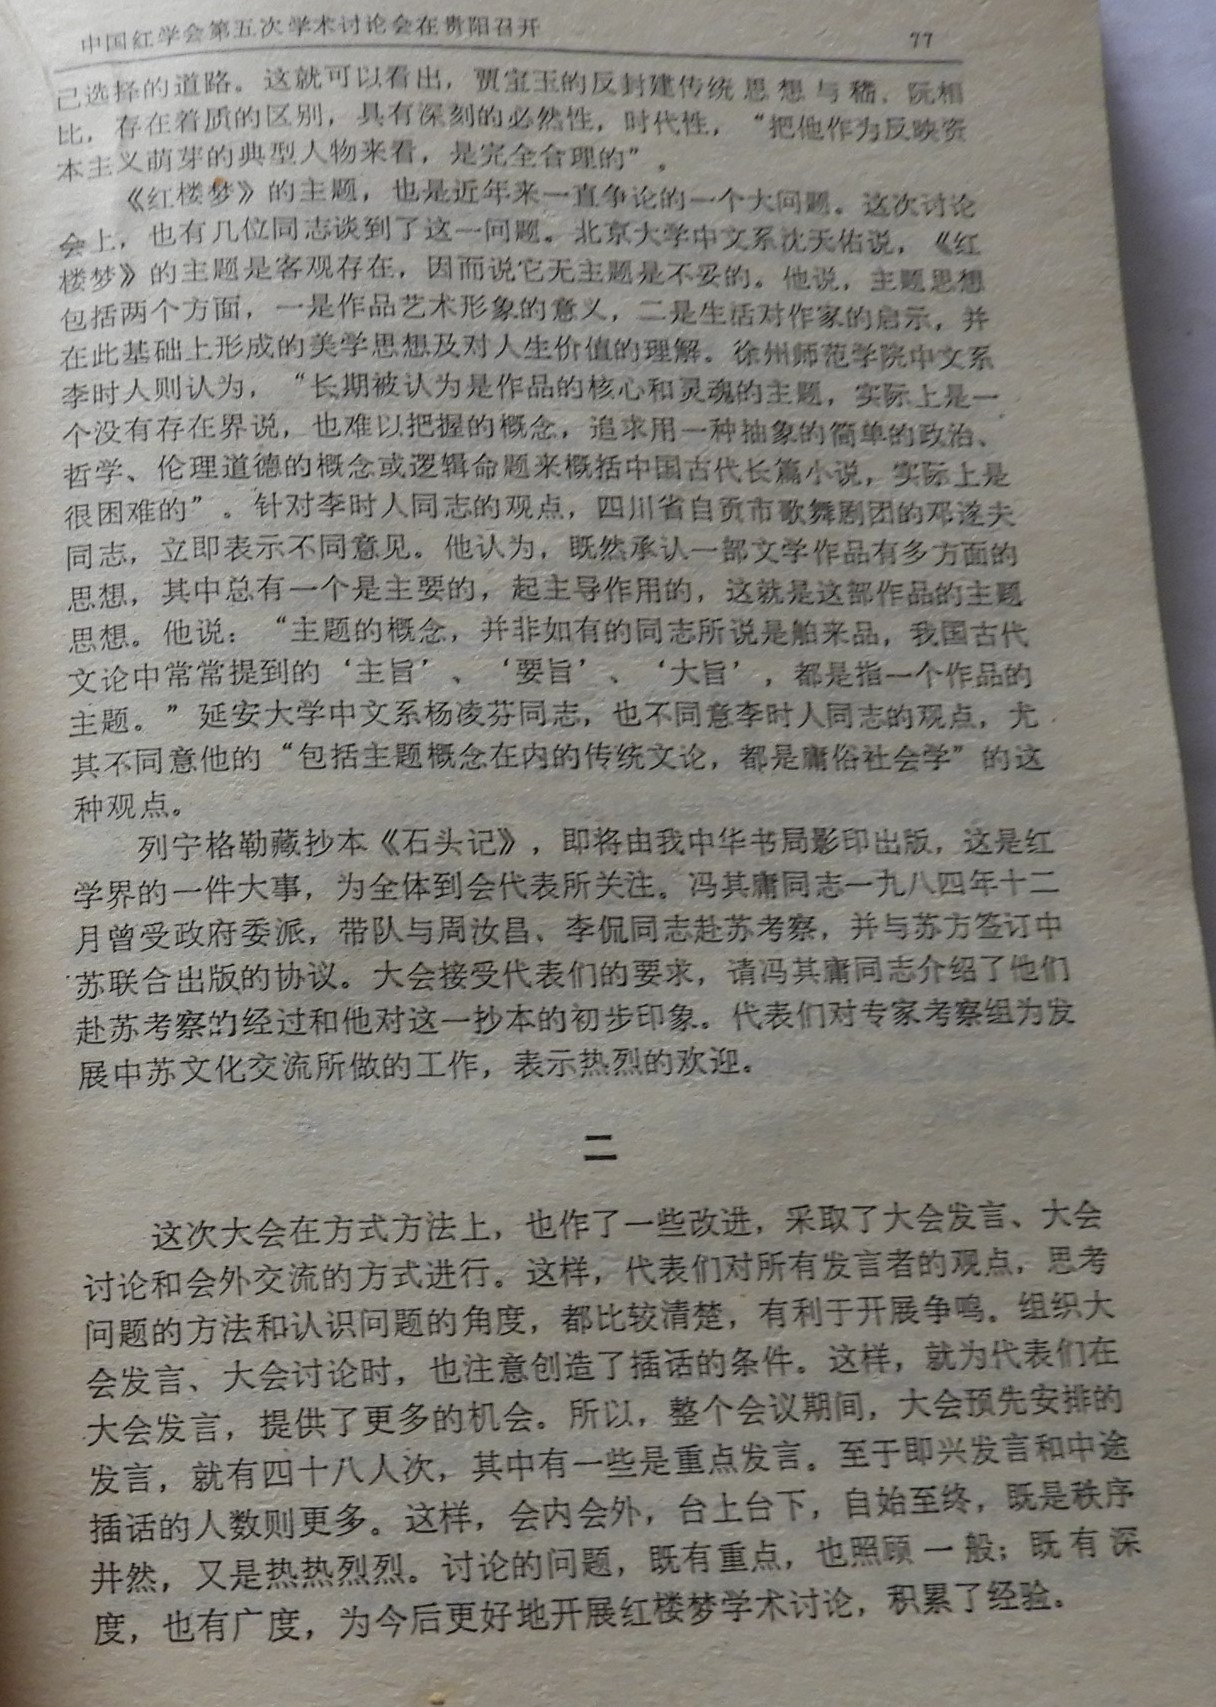 中国红学会第五次学术讨论会在贵阳召开 77
己选择的道路。这就可以看出，贾宝玉的反封建传统思想与嵇、阮相
比，存在着质的区别，具有深刻的必然性，时代性，“把他作为反映资
本主义萌芽的典型人物来看，是完全合理的”。
《红楼梦》的主题，也是近年来一直争论的一个大问题。这次讨论
会上，也有几位同志谈到了这一问题。北京大学中文系沈天佑说，《红
楼梦》的主题是客观存在，因而说它无主题是不妥的。他说，主题思想
包括两个方面，一是作品艺术形象的意义，二是生活对作家的启示，并
在此基础上形成的美学思想及对人生价值的理解。徐州师范学院中文系
李时人则认为，“长期被认为是作品的核心和灵魂的主题，实际上是一
个没有存在界说，也难以把握的概念，追求用一种抽象的简单的政治、
哲学、伦理道德的概念或逻辑命题来概括中国古代长篇小说，实际上是
很困难的”。针对李时人同志的观点，四川省自贡市歌舞剧团的邓遂夫
同志，立即表示不同意见。他认为，既然承认一部文学作品有多方面的
思想，其中总有一个是主要的，起主导作用的，这就是这部作品的主题
思想。他说：“主题的概念，并非如有的同志所说是舶来品，我国古代
文论中常常提到的‘主旨’、‘要旨’、‘大旨’，都是指一个作品的
主题。”延安大学中文系杨凌芬同志，也不同意李时人同志的观点，尤
其不同意他的“包括主题概念在内的传统文论，都是庸俗社会学”的这
种观点。
列宁格勒藏抄本《石头记》，即将由我中华书局影印出版，这是红
学界的一件大事，为全体到会代表所关注。冯其庸同志一九八四年十二
月曾受政府委派，带队与周汝昌、李侃同志赴苏考察，并与苏方签订中
苏联合出版的协议。大会接受代表们的要求，请冯其庸同志介绍了他们
赴苏考察的经过和他对这一抄本的初步印象。代表们对专家考察组为发
展中苏文化交流所做的工作，表示热烈的欢迎。
二
这次大会在方式方法上，也作了一些改进，采取了大会发言、大会
讨论和会外交流的方式进行。这样，代表们对所有发言者的观点，思考
问题的方法和认识问题的角度，都比较清楚，有利于开展争鸣。组织大
会发言、大会讨论时，也注意创造了插话的条件。这样，就为代表们在
大会发言，提供了更多的机会。所以，整个会议期间，大会预先安排的
发言，就有四十八人次，其中有一些是重点发言。至于即兴发言和中途
插话的人数则更多。这样，会内会外，台上台下，自始至终，既是秩序
井然，又是热热烈烈。讨论的问题，既有重点，也照顾一般；既有深
度，也有广度，为今后更好地开展红楼梦学术讨论，积累了经验。